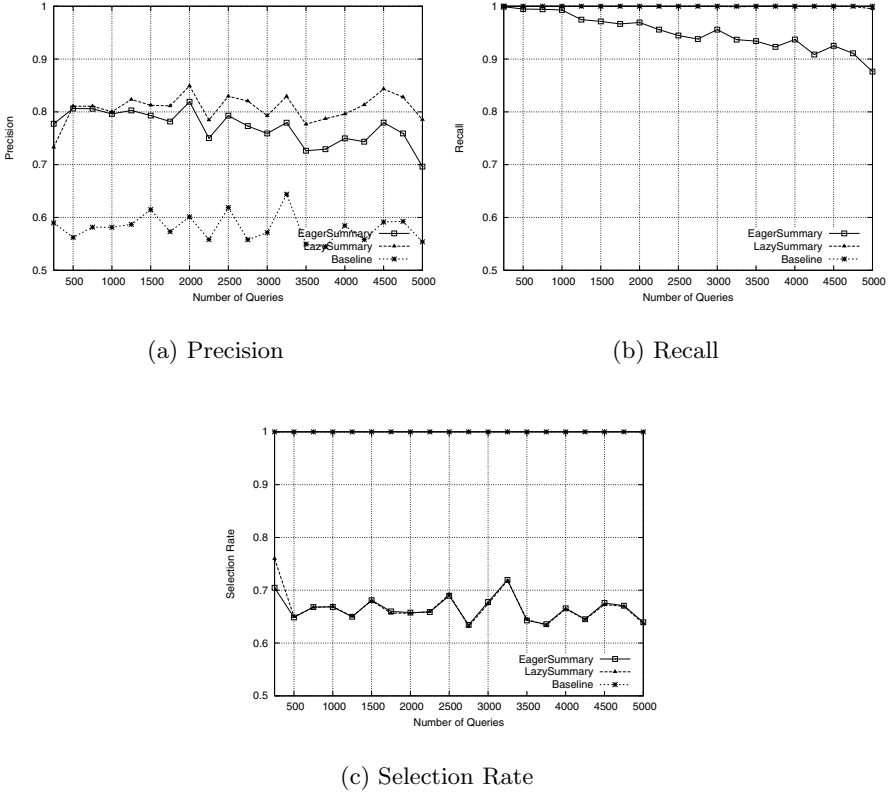 1
0.9
0.8
0.7
0.6
0.5
Precision
500 1000 1500 2000 2500 3000 3500 4000 4500 5000
Number of Queries
EagerSummary
LazySummary
Baseline
(a) Precision
1
0.9
0.8
0.7
0.6
0.5
Recall
500 1000 1500 2000 2500 3000 3500 4000 4500 5000
Number of Queries
EagerSummary
LazySummary
Baseline
(b) Recall
1
0.9
0.8
0.7
0.6
0.5
Selection Rate
500 1000 1500 2000 2500 3000 3500 4000 4500 5000
Number of Queries
EagerSummary
LazySummary
Baseline
(c) Selection Rate